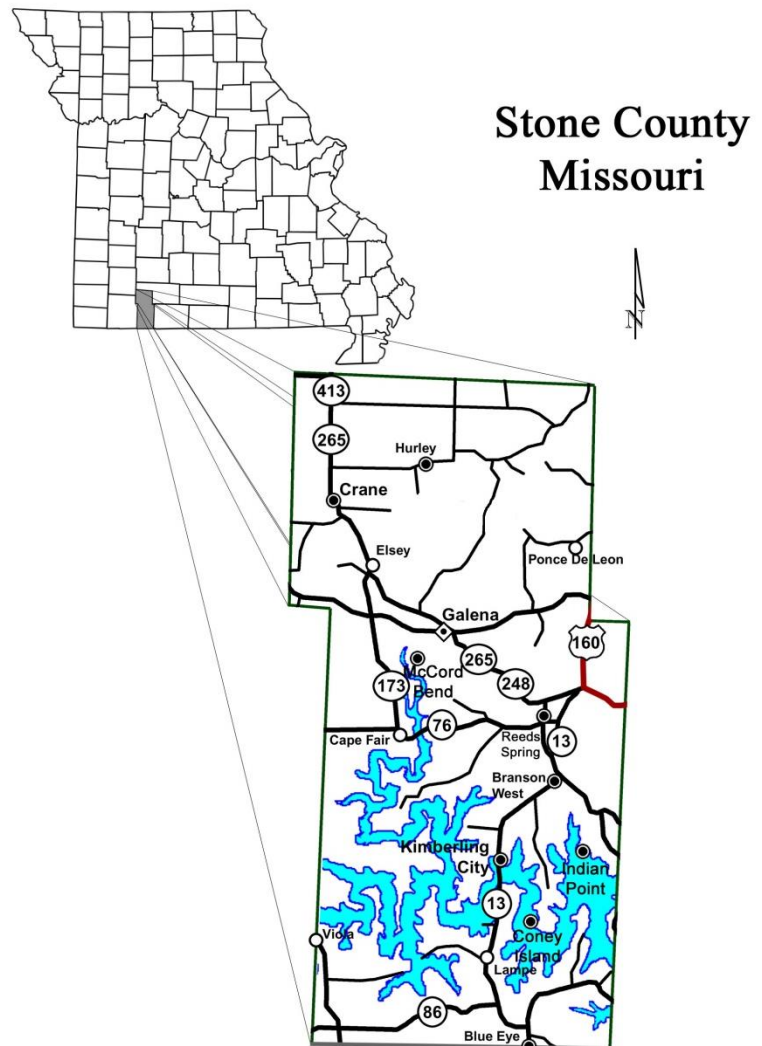 Stone County
Missouri
N
413
265
Hurley
Crane
Elsey
Ponce De Leon
Galena
160
265
McCord
Bend
173
248
76
Cape Fair
Reeds
Spring
13
Branson
West
Kimberling
City
Indian
Point
13
Coney
Island
Viola
Lampe
86
Blue Eye